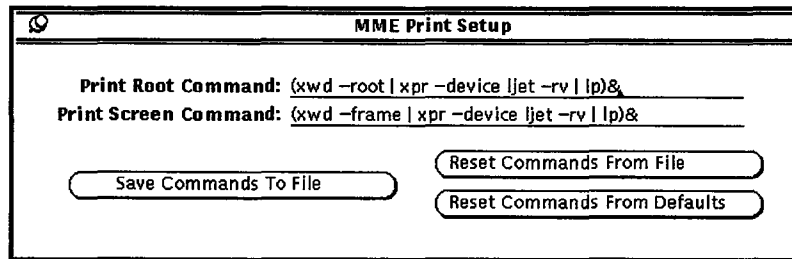 MME Print Setup
Print Root Command: (xwd –root | xpr –device ljet –rv | lp)&
Print Screen Command: (xwd –frame | xpr –device ljet –rv | lp)&
Reset Commands From File
Save Commands To File
Reset Commands From Defaults